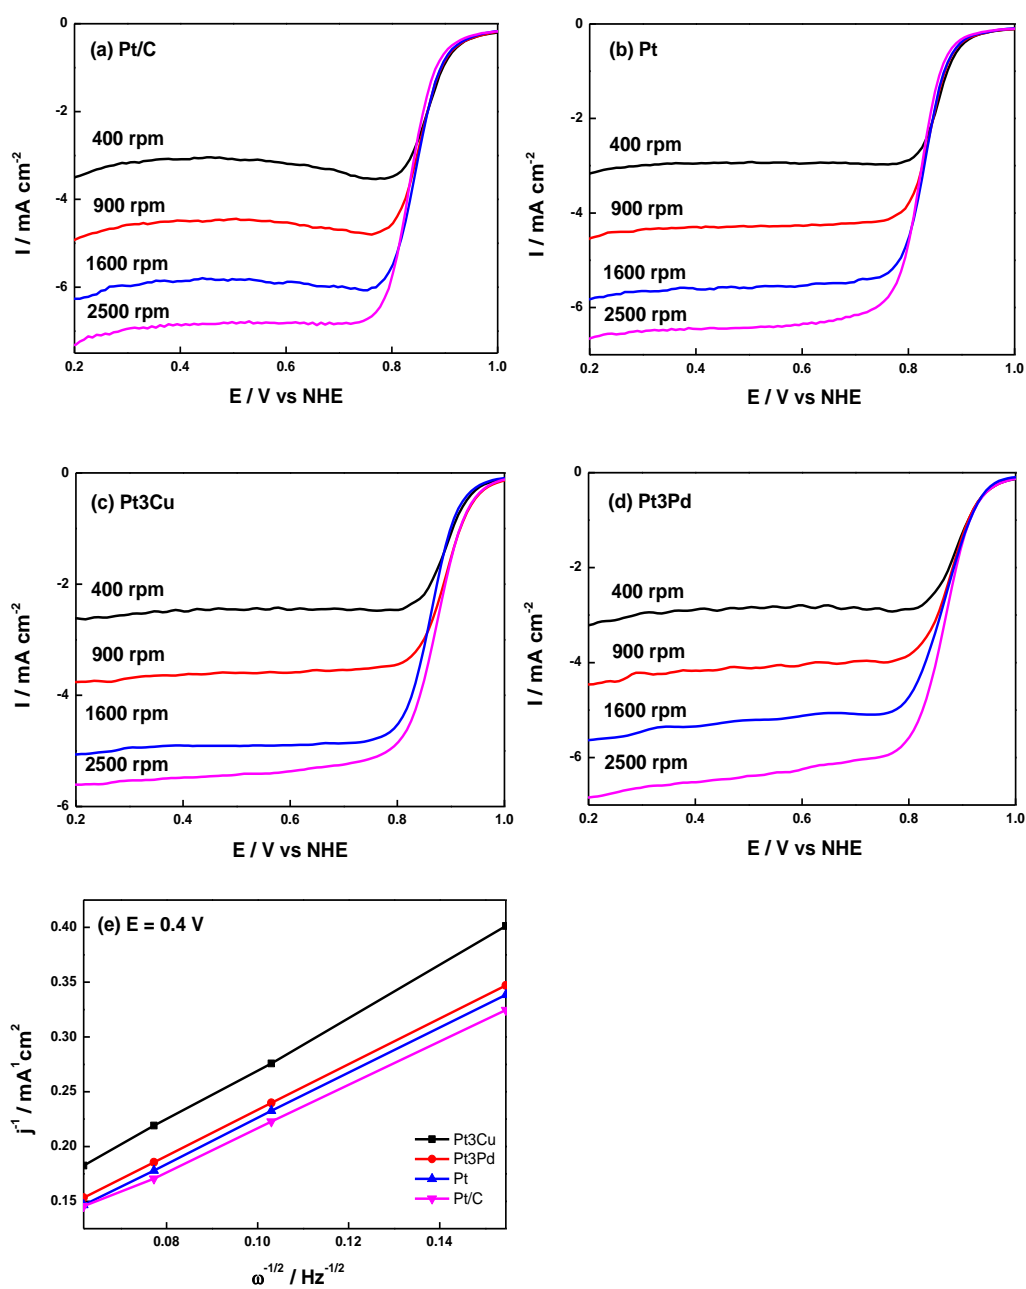 (a) Pt/C
400 rpm
900 rpm
1600 rpm
2500 rpm
0
-2
-4
-6
0.2 0.4 0.6 0.8 1.0
I / mA cm⁻²
E / V vs NHE
(b) Pt
400 rpm
900 rpm
1600 rpm
2500 rpm
0
-2
-4
-6
0.2 0.4 0.6 0.8 1.0
I / mA cm⁻²
E / V vs NHE
(c) Pt3Cu
400 rpm
900 rpm
1600 rpm
2500 rpm
0
-2
-4
-6
0.2 0.4 0.6 0.8 1.0
I / mA cm⁻²
E / V vs NHE
(d) Pt3Pd
400 rpm
900 rpm
1600 rpm
2500 rpm
0
-2
-4
-6
0.2 0.4 0.6 0.8 1.0
I / mA cm⁻²
E / V vs NHE
(e) E = 0.4 V
0.40
0.35
0.30
0.25
0.20
0.15
Pt3Cu
Pt3Pd
Pt
Pt/C
0.08 0.10 0.12 0.14
j⁻¹ / mA¹cm²
ω⁻¹/² / Hz⁻¹/²